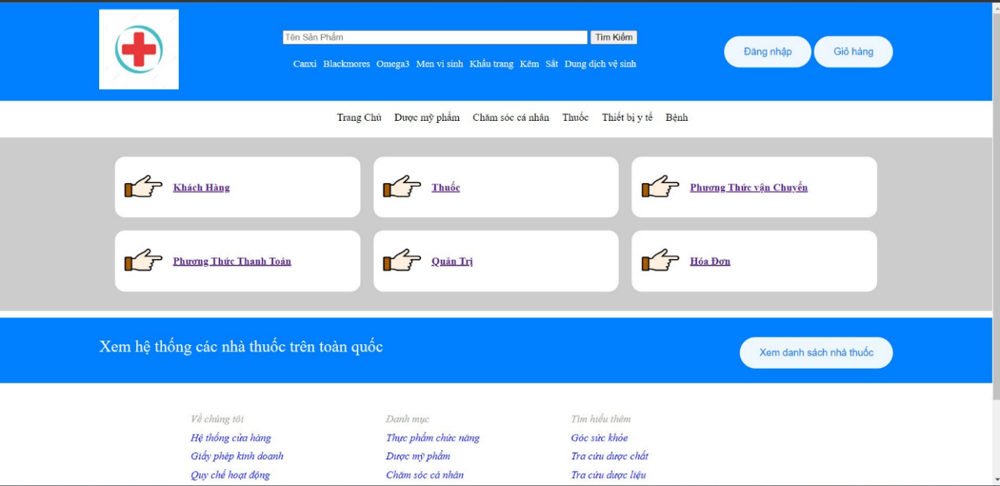 Tên Sản Phẩm Tìm Kiếm
Đăng nhập Giỏ hàng
Canxi Blackmores Omega3 Men vi sinh Khẩu trang Kẽm Sắt Dung dịch vệ sinh
Trang Chủ Dược mỹ phẩm Chăm sóc cá nhân Thuốc Thiết bị y tế Bệnh
Khách Hàng Thuốc Phương Thức vận Chuyển
Phương Thức Thanh Toán Quản Trị Hóa Đơn
Xem hệ thống các nhà thuốc trên toàn quốc Xem danh sách nhà thuốc
Về chúng tôi Danh mục Tìm hiểu thêm
Hệ thống cửa hàng Thực phẩm chức năng Góc sức khỏe
Giấy phép kinh doanh Dược mỹ phẩm Tra cứu dược chất
Quy chế hoạt động Chăm sóc cá nhân Tra cứu dược liệu